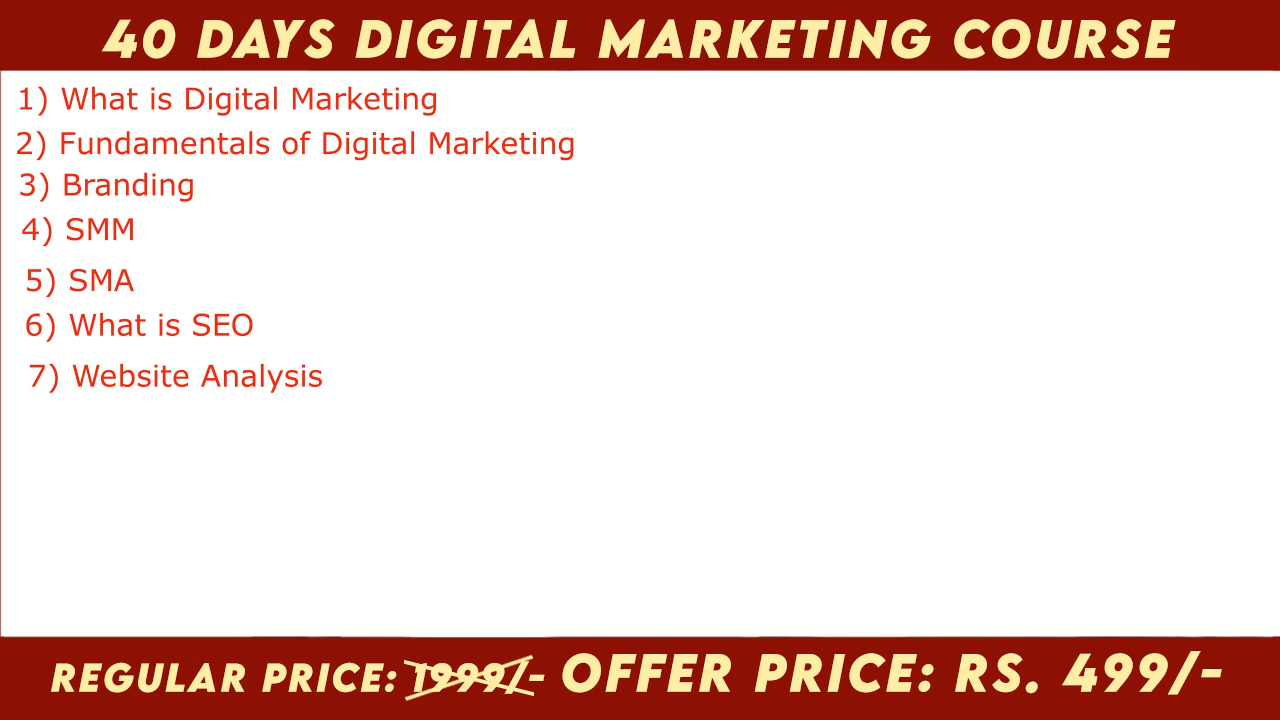 40 DAYS DIGITAL MARKETING COURSE
1) What is Digital Marketing
2) Fundamentals of Digital Marketing
3) Branding
4) SMM
5) SMA
6) What is SEO
7) Website Analysis
REGULAR PRICE: 1999/- OFFER PRICE: RS. 499/-